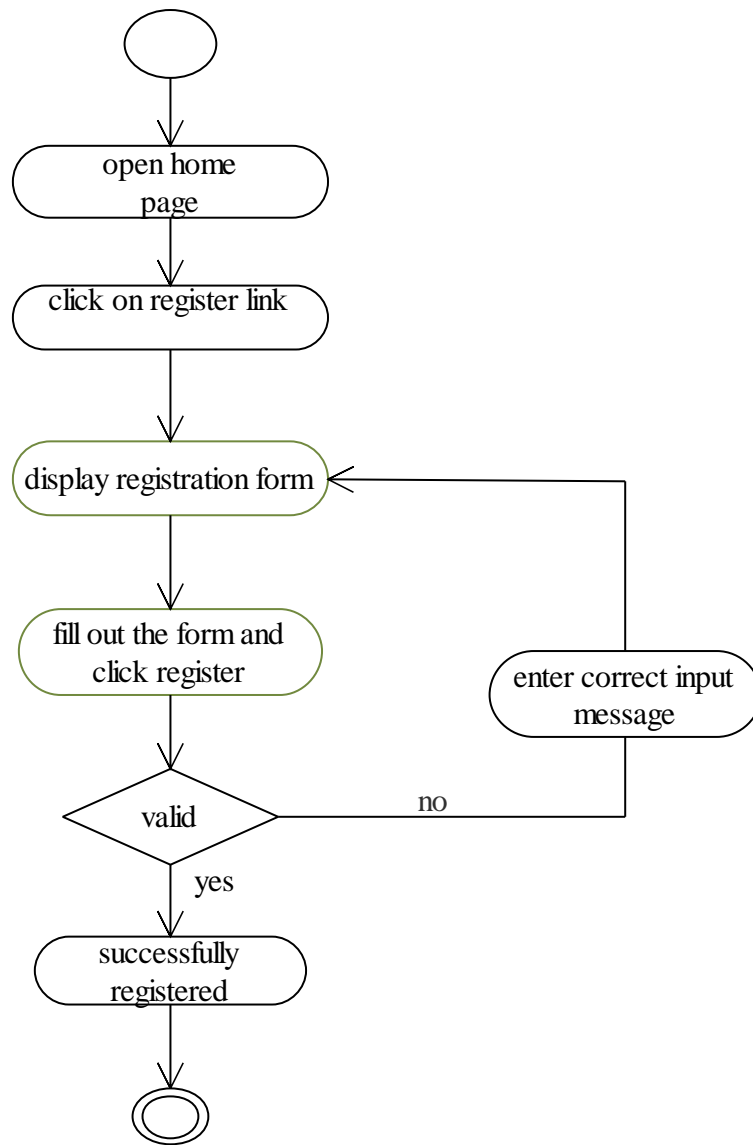 open home
page
click on register link
display registration form
fill out the form and
click register
enter correct input
message
valid
no
yes
successfully
registered